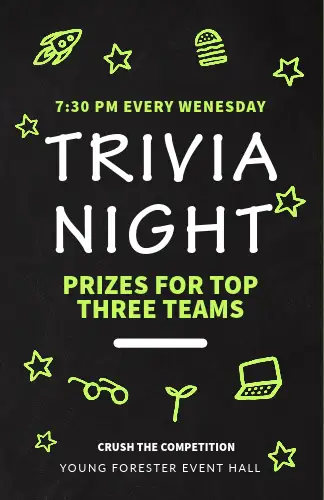 7:30 PM EVERY WENESDAY
TRIVIA
NIGHT
PRIZES FOR TOP
THREE TEAMS
CRUSH THE COMPETITION
YOUNG FORESTER EVENT HALL